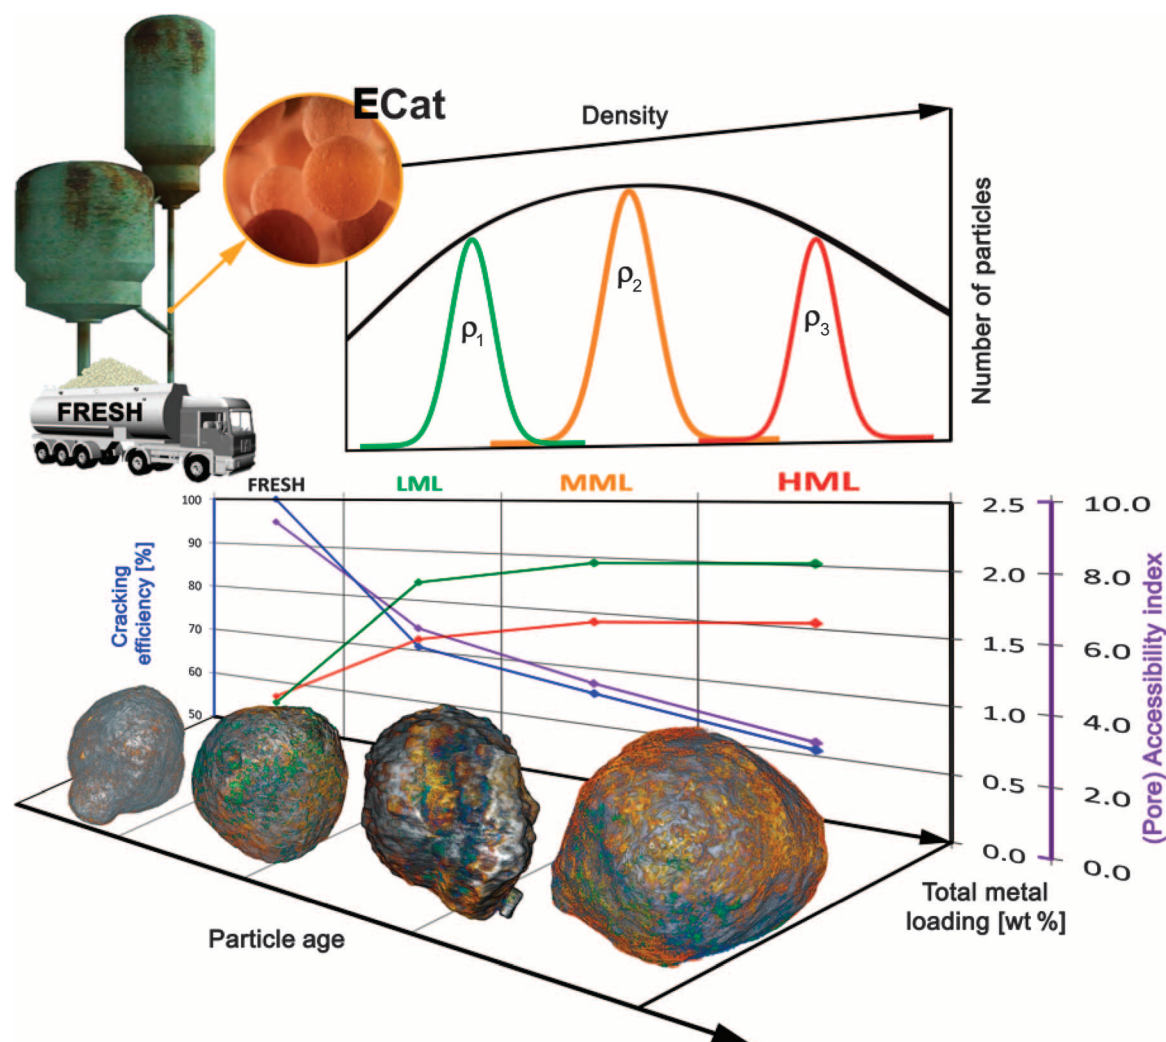 ECat
Density
Number of particles
ρ1
ρ2
ρ3
FRESH
FRESH
LML
MML
HML
100
90
80
70
60
50
Cracking
efficiency [%]
2.5
2.0
1.5
1.0
0.5
0.0
10.0
8.0
6.0
4.0
2.0
0.0
(Pore) Accessibility index
Total metal
loading [wt %]
Particle age